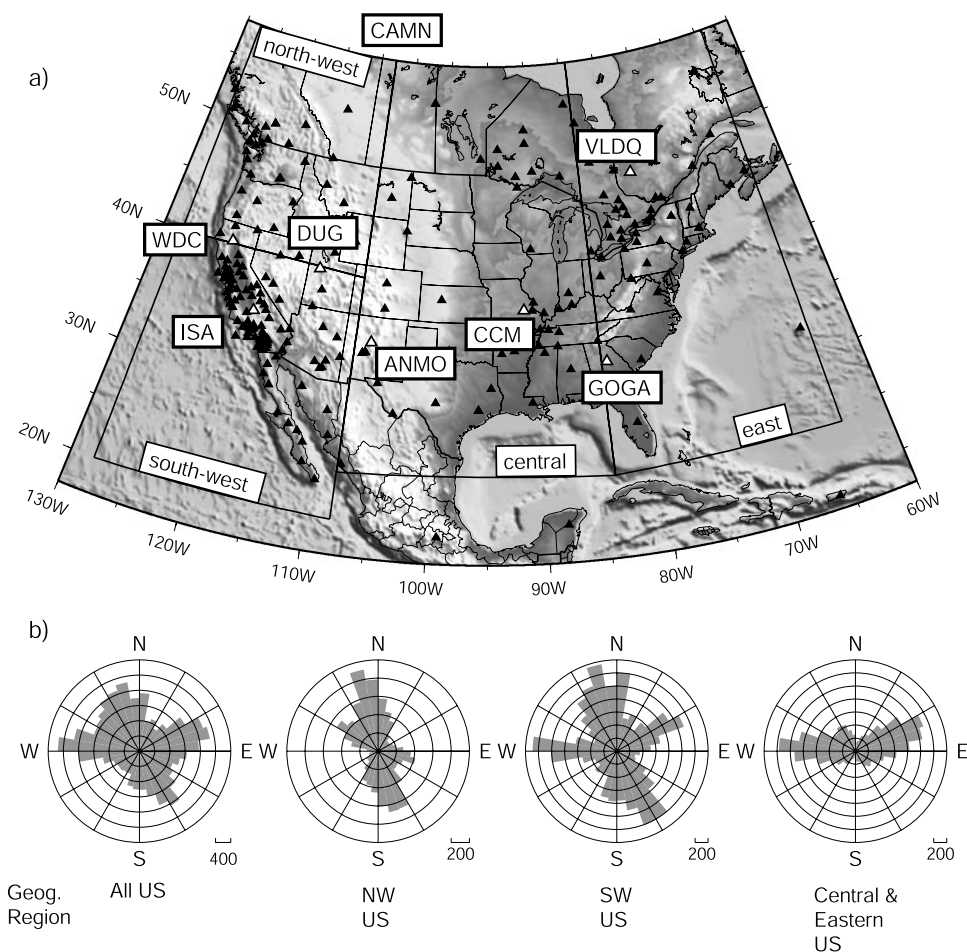 CAMN
a)
north-west
50N
VLDQ
40N
WDC
DUG
30N
ISA
CCM
ANMO
GOGA
20N
east
south-west
central
130W
60W
120W
70W
110W
80W
100W
90W
b)
N N N N
W E W E W E W E
S S S S
400 200 200 200
Geog. Region
All US
NW US
SW US
Central & Eastern US